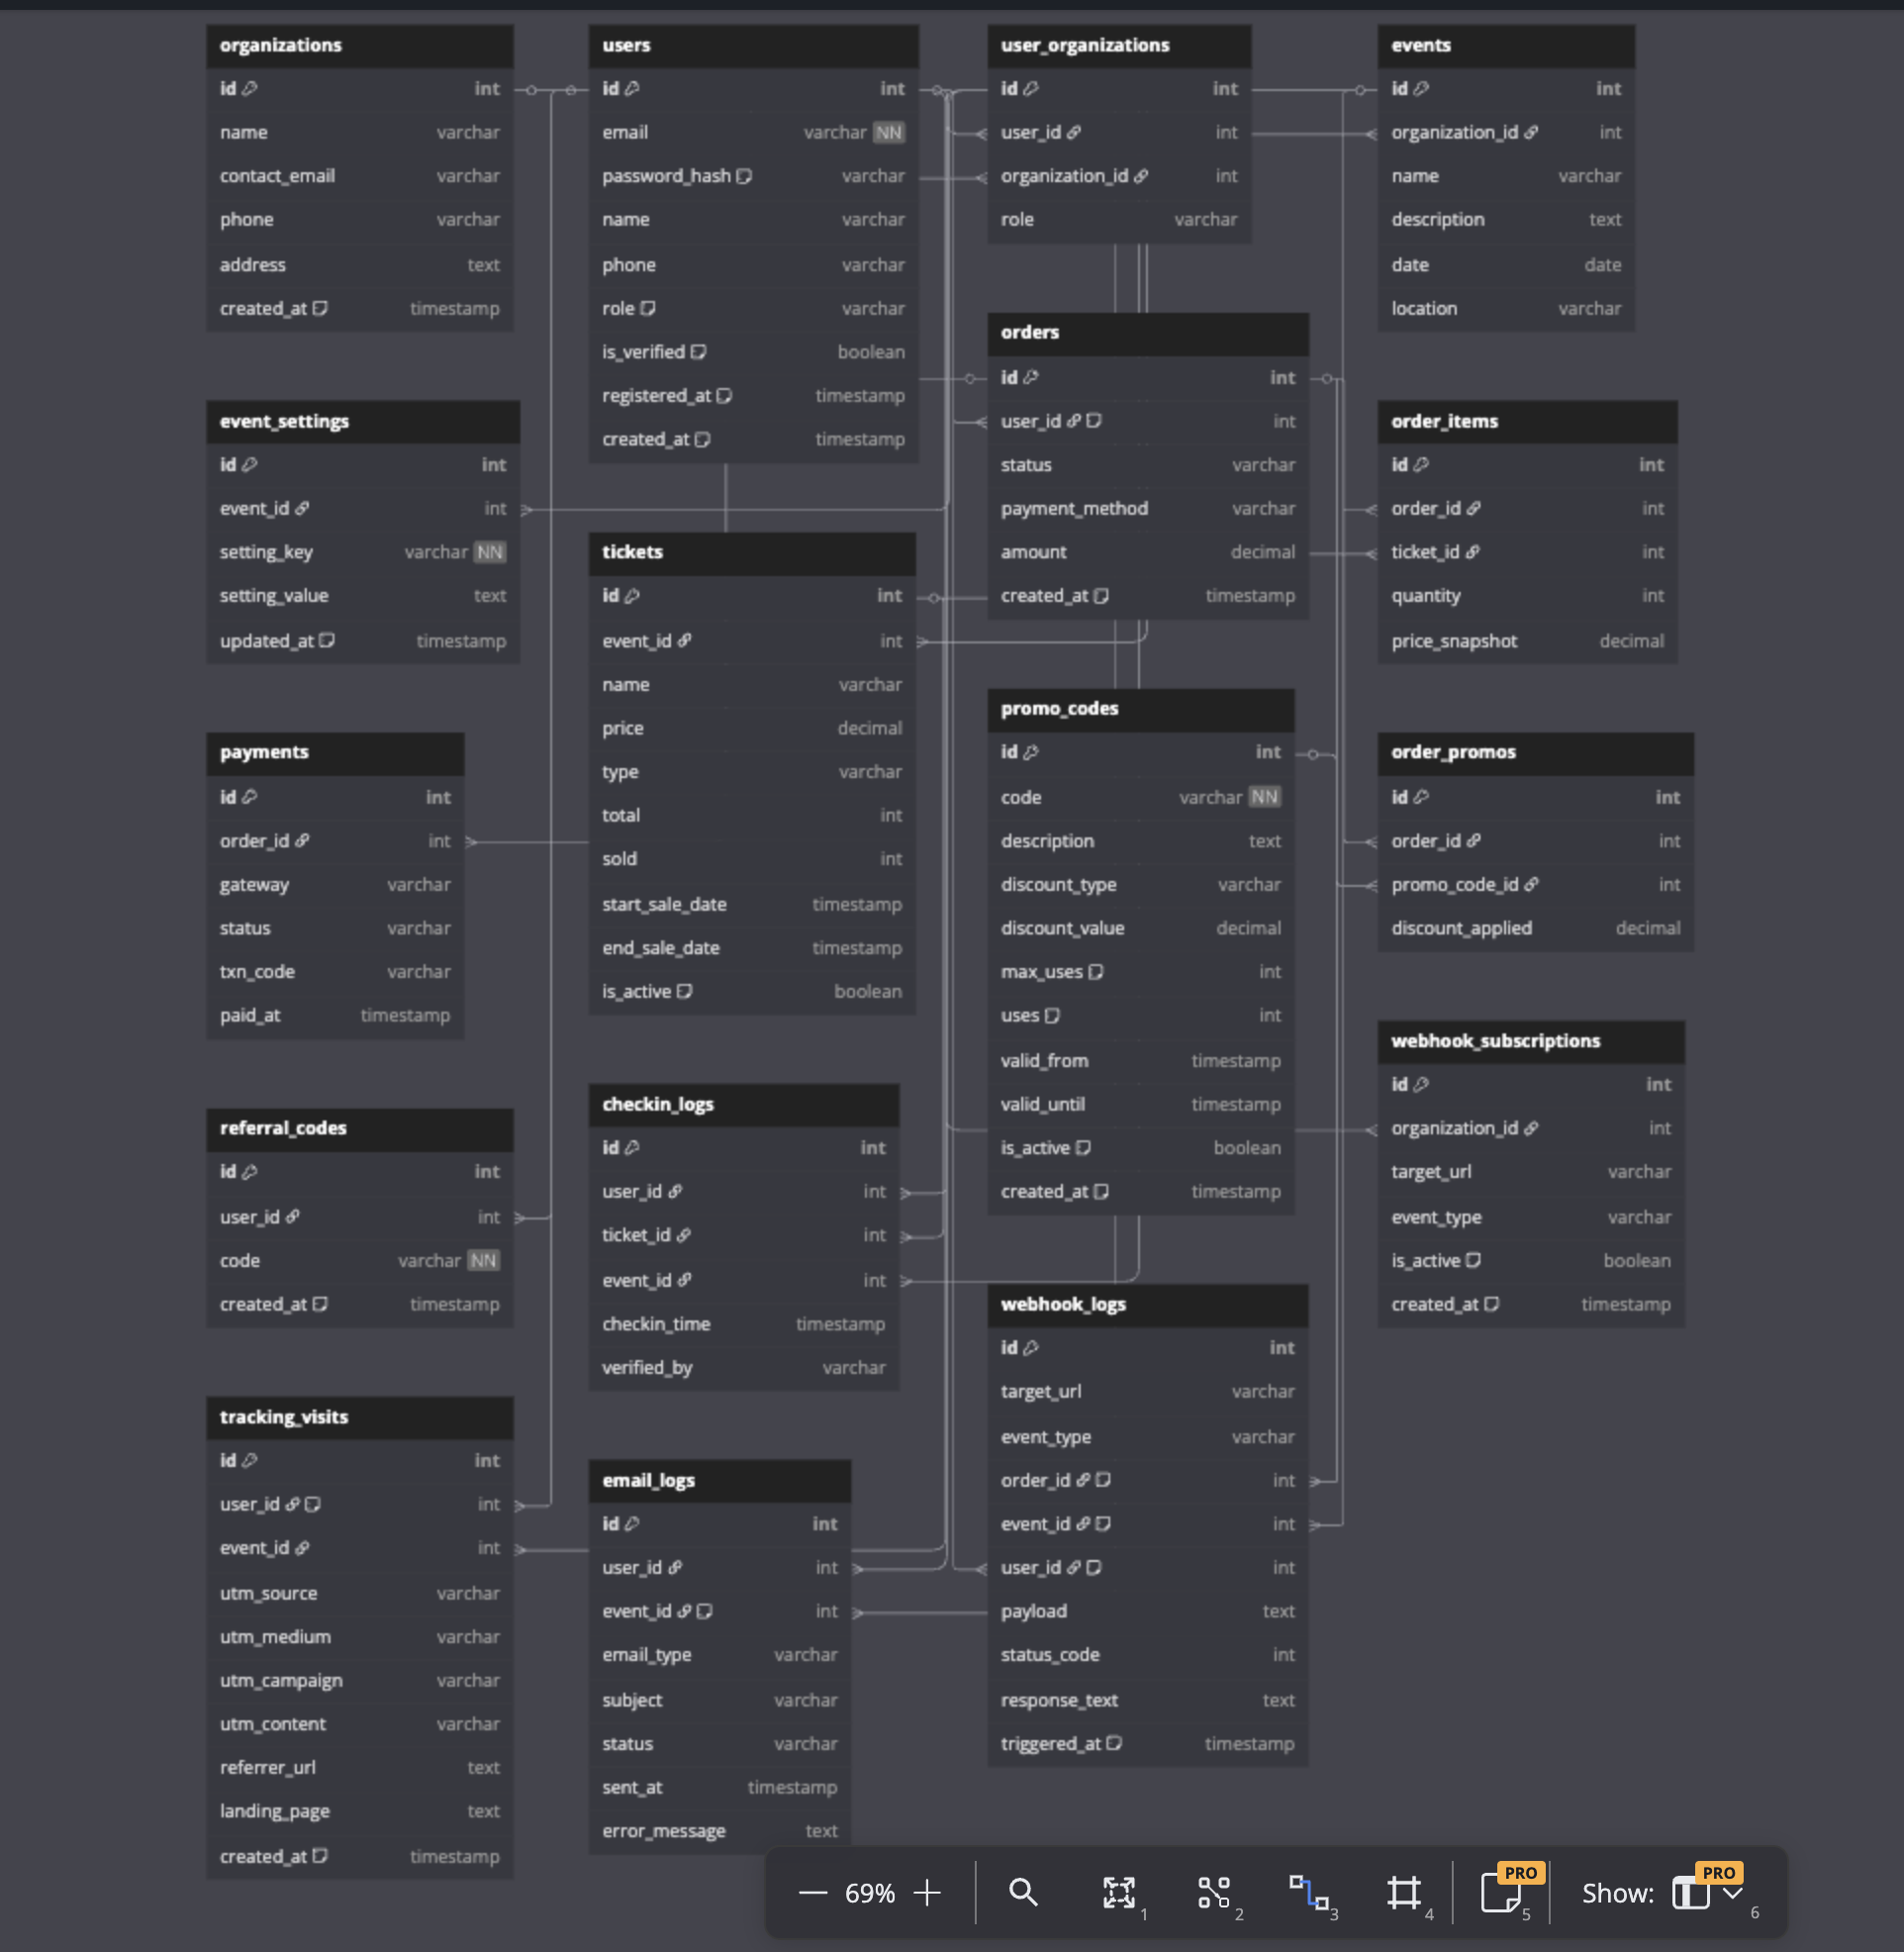 organizations
id int
name varchar
contact_email varchar
phone varchar
address text
created_at timestamp
users
id int
email varchar NN
password_hash varchar
name varchar
phone varchar
role varchar
is_verified boolean
registered_at timestamp
created_at timestamp
user_organizations
id int
user_id int
organization_id int
role varchar
events
id int
organization_id int
name varchar
description text
date date
location varchar
orders
id int
user_id int
status varchar
payment_method varchar
amount decimal
created_at timestamp
event_settings
id int
event_id int
setting_key varchar NN
setting_value text
updated_at timestamp
order_items
id int
order_id int
ticket_id int
quantity int
price_snapshot decimal
tickets
id int
event_id int
name varchar
price decimal
type varchar
total int
sold int
start_sale_date timestamp
end_sale_date timestamp
is_active boolean
promo_codes
id int
code varchar NN
description text
discount_type varchar
discount_value decimal
max_uses int
uses int
valid_from timestamp
valid_until timestamp
is_active boolean
created_at timestamp
payments
id int
order_id int
gateway varchar
status varchar
txn_code varchar
paid_at timestamp
order_promos
id int
order_id int
promo_code_id int
discount_applied decimal
webhook_subscriptions
id int
organization_id int
target_url varchar
event_type varchar
is_active boolean
created_at timestamp
checkin_logs
id int
user_id int
ticket_id int
event_id int
checkin_time timestamp
verified_by varchar
referral_codes
id int
user_id int
code varchar NN
created_at timestamp
webhook_logs
id int
target_url varchar
event_type varchar
order_id int
event_id int
user_id int
payload text
status_code int
response_text text
triggered_at timestamp
tracking_visits
id int
user_id int
event_id int
utm_source varchar
utm_medium varchar
utm_campaign varchar
utm_content varchar
referrer_url text
landing_page text
created_at timestamp
email_logs
id int
user_id int
event_id int
email_type varchar
subject varchar
status varchar
sent_at timestamp
error_message text
69% 1 2 3 4 PRO 5 Show: PRO 6